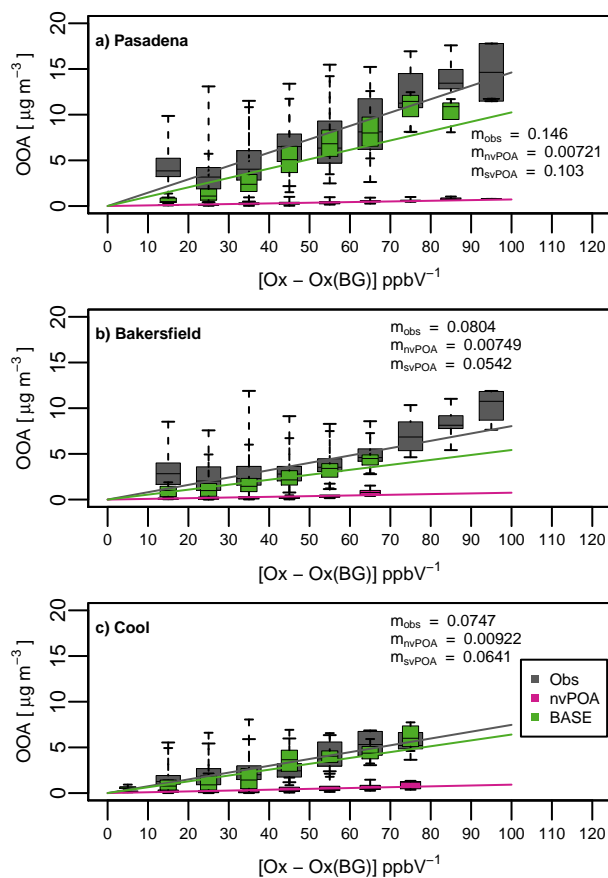 a) Pasadena
20
15
10
5
0
OOA [ μg m⁻³ ]
m_obs = 0.146
m_nvPOA = 0.00721
m_svPOA = 0.103
0 10 20 30 40 50 60 70 80 90 100 120
[Ox − Ox(BG)] ppbV⁻¹
b) Bakersfield
20
15
10
5
0
OOA [ μg m⁻³ ]
m_obs = 0.0804
m_nvPOA = 0.00749
m_svPOA = 0.0542
0 10 20 30 40 50 60 70 80 90 100 120
[Ox − Ox(BG)] ppbV⁻¹
c) Cool
20
15
10
5
0
OOA [ μg m⁻³ ]
m_obs = 0.0747
m_nvPOA = 0.00922
m_svPOA = 0.0641
Obs
nvPOA
BASE
0 10 20 30 40 50 60 70 80 90 100 120
[Ox − Ox(BG)] ppbV⁻¹